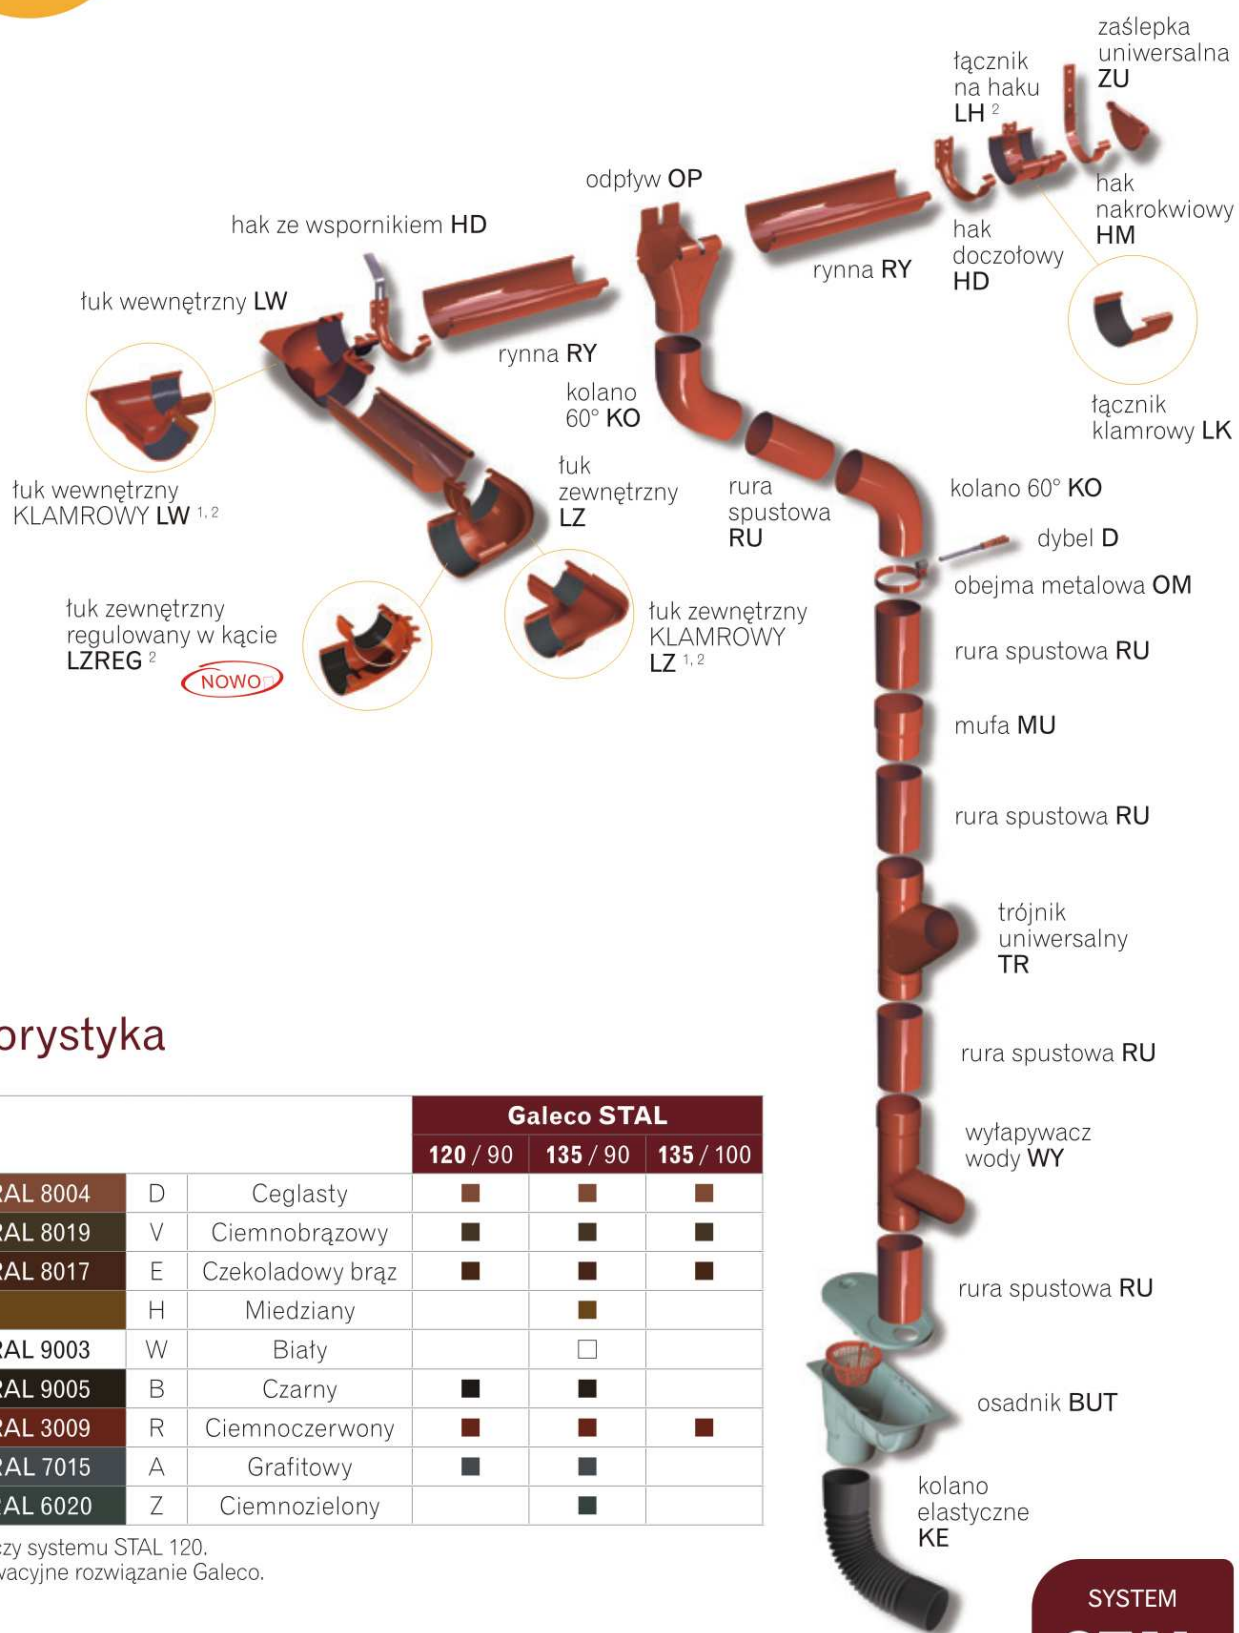 zaślepka
uniwersalna
ZU
łącznik
na haku
LH ²
odpływ OP
hak
nakrokwiowy
HM
hak ze wspornikiem HD
hak
doczołowy
HD
rynna RY
łuk wewnętrzny LW
rynna RY
kolano
60° KO
łącznik
klamrowy LK
łuk
zewnętrzny
LZ
rura
spustowa
RU
kolano 60° KO
łuk wewnętrzny
KLAMROWY LW ¹, ²
dybel D
obejma metalowa OM
łuk zewnętrzny
regulowany w kącie
LZREG ²
NOWO
łuk zewnętrzny
KLAMROWY
LZ ¹, ²
rura spustowa RU
mufa MU
rura spustowa RU
trójnik
uniwersalny
TR
rura spustowa RU
wyłapywacz
wody WY
rura spustowa RU
osadnik BUT
kolano
elastyczne
KE
orystyka
Galeco STAL
120 / 90 135 / 90 135 / 100
RAL 8004 D Ceglasty
RAL 8019 V Ciemnobrązowy
RAL 8017 E Czekoladowy brąz
H Miedziany
RAL 9003 W Biały
RAL 9005 B Czarny
RAL 3009 R Ciemnoczerwony
RAL 7015 A Grafitowy
RAL 6020 Z Ciemnozielony
czy systemu STAL 120.
wacyjne rozwiązanie Galeco.
SYSTEM